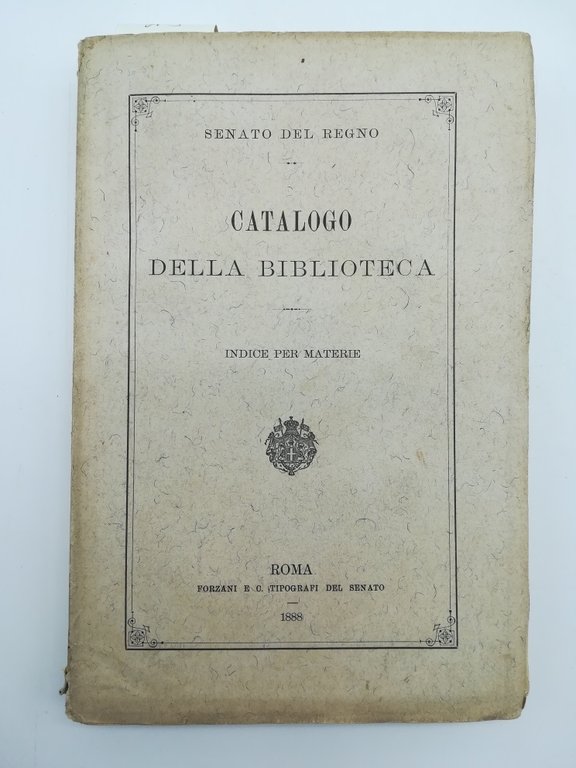 SENATO DEL REGNO
CATALOGO
DELLA BIBLIOTECA
INDICE PER MATERIE
ROMA
FORZANI E C. TIPOGRAFI DEL SENATO
1888